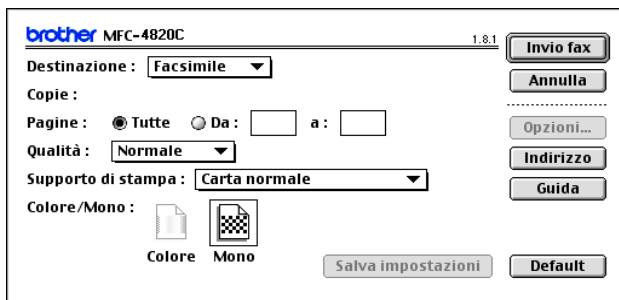 brother MFC-4820C 1.8.1 Invio fax
Destinazione : Facsimile Annulla
Copie :
Pagine : Tutte Da : a : Opzioni...
Qualità : Normale Indirizzo
Supporto di stampa : Carta normale Guida
Colore/Mono :
Colore Mono Salva impostazioni Default